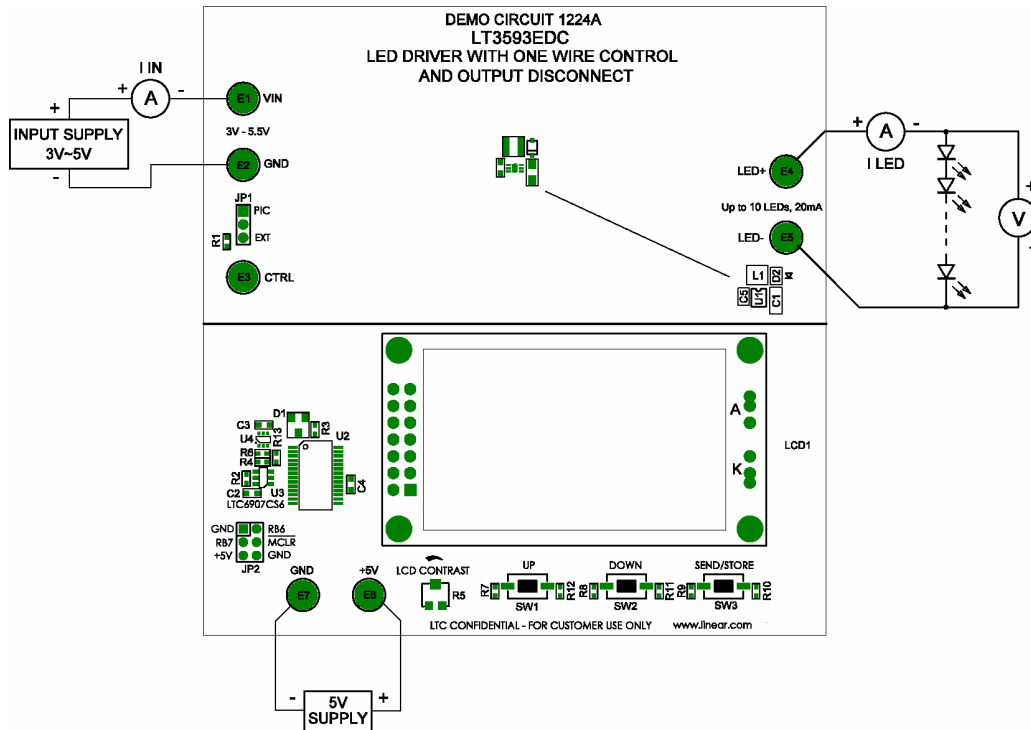 DEMO CIRCUIT 1224A
LT3593EDC
LED DRIVER WITH ONE WIRE CONTROL
AND OUTPUT DISCONNECT
I IN
+ A -
+
INPUT SUPPLY
3V~5V
-
E1 VIN
3V - 5.5V
E2 GND
JP1
PIC
EXT
R1
E3 CTRL
LED+ E4
Up to 10 LEDs, 20mA
LED- E5
+ A -
I LED
+
V
-
L1
D2
C5
U1
C1
A
K
LCD1
D1
C3
U4
R13
R3
U2
R6
R4
R2
C2
U3
C4
LTC6907CS6
GND RB6
RB7 MCLR
+5V GND
JP2
GND +5V
E7 E6
LCD CONTRAST
R5
UP DOWN SEND/STORE
R7 R12 R8 R11 R9 R10
SW1 SW2 SW3
LTC CONFIDENTIAL - FOR CUSTOMER USE ONLY www.linear.com
- 5V +
SUPPLY